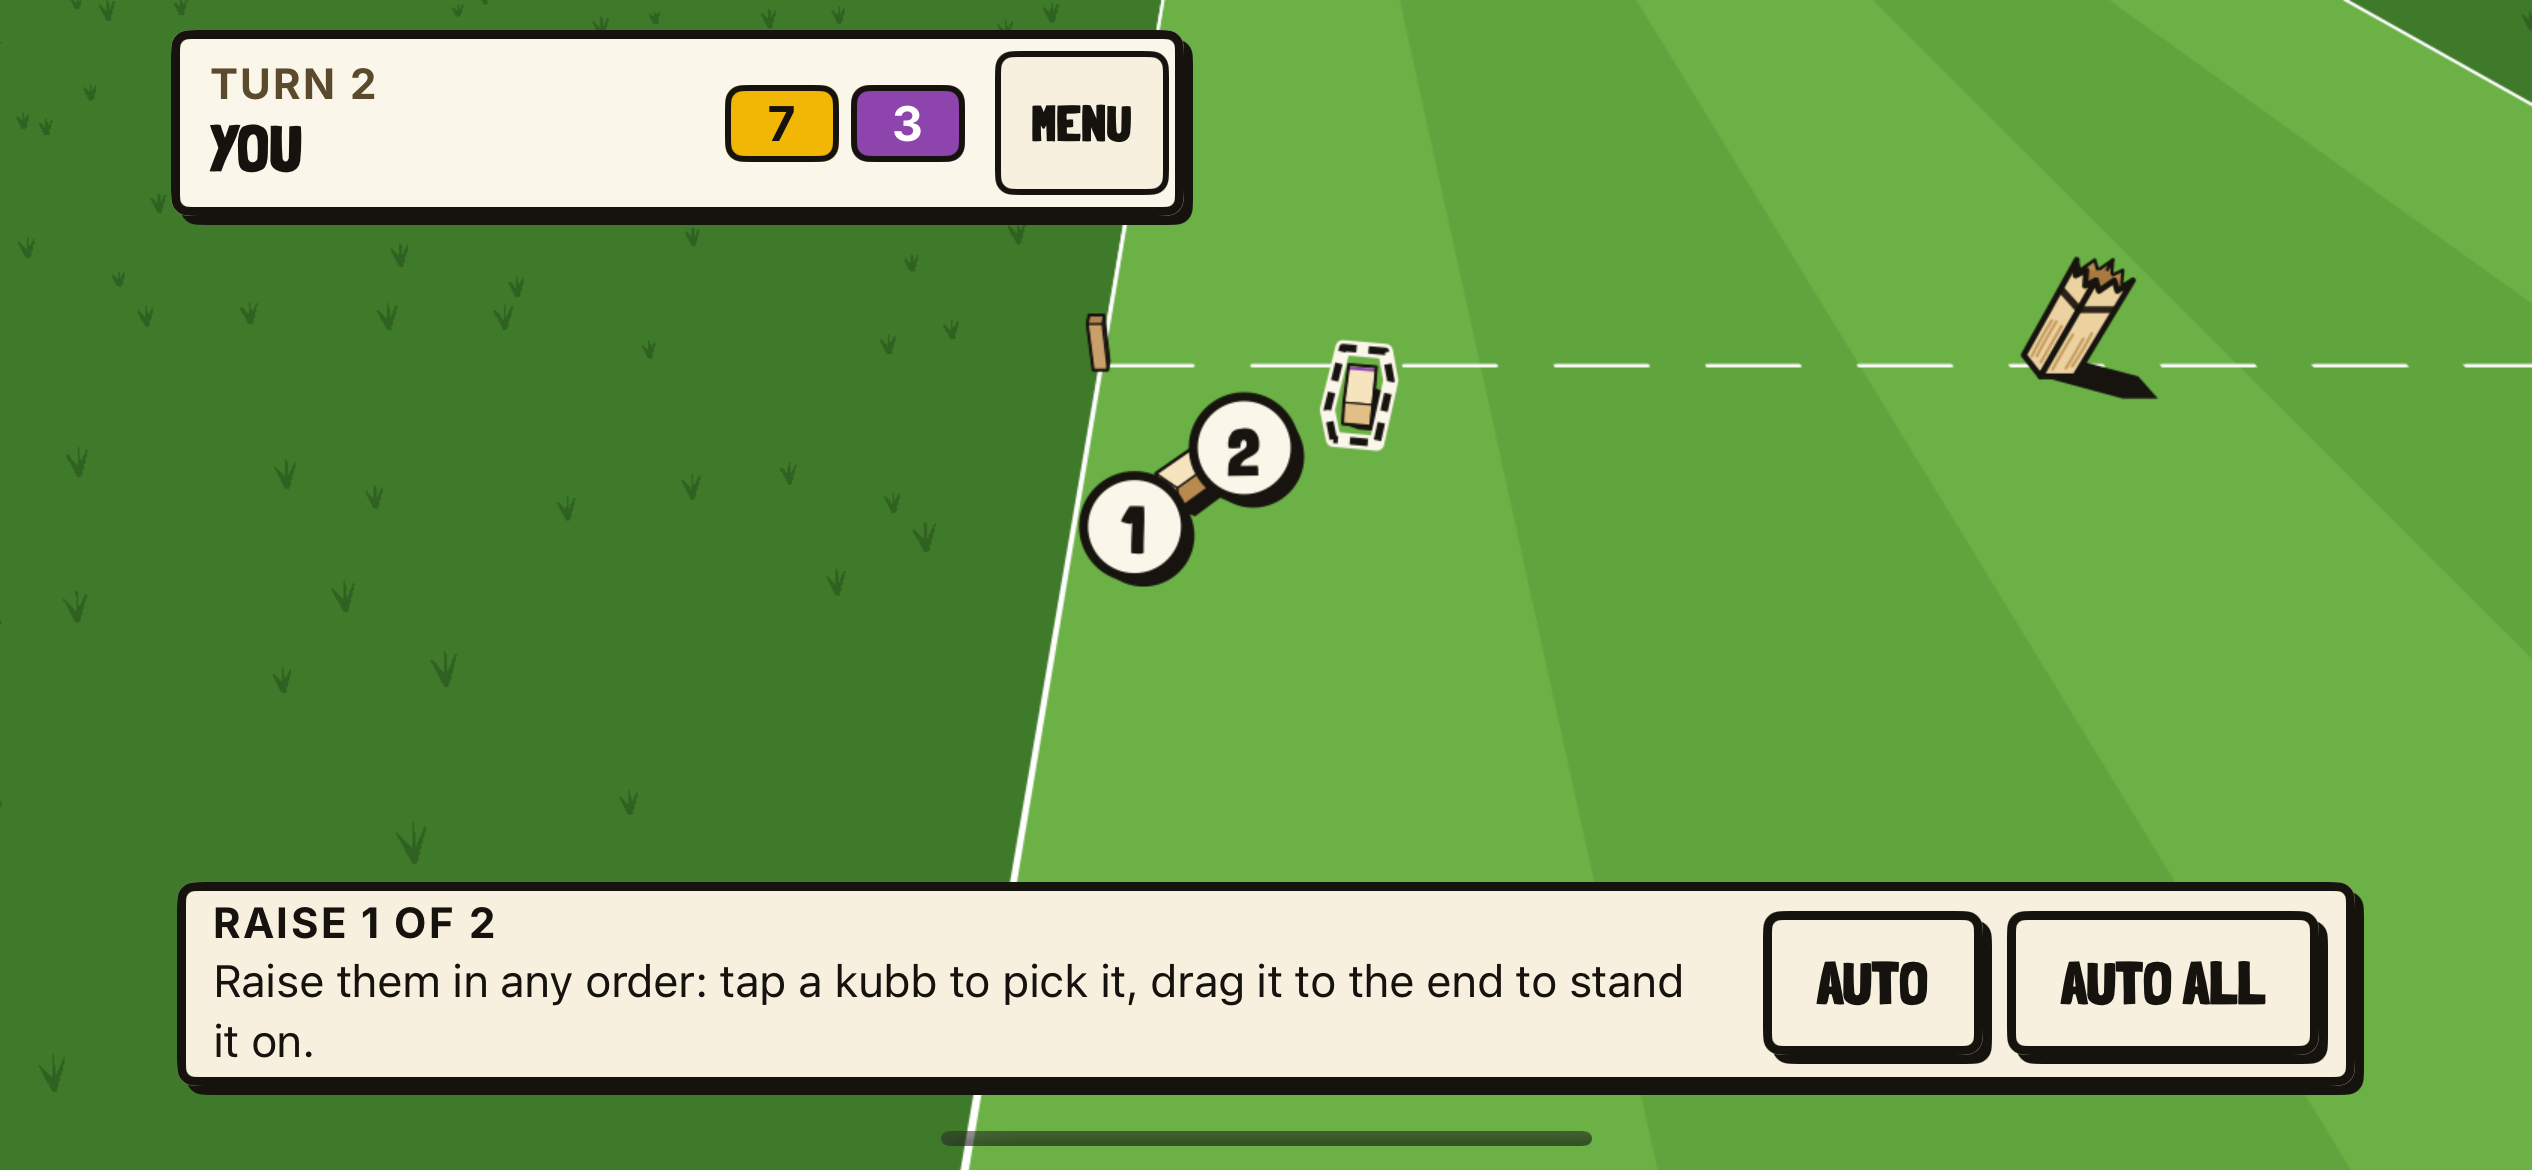 TURN 2
YOU
7 3
MENU
2
1
RAISE 1 OF 2
Raise them in any order: tap a kubb to pick it, drag it to the end to stand
it on.
AUTO
AUTO ALL